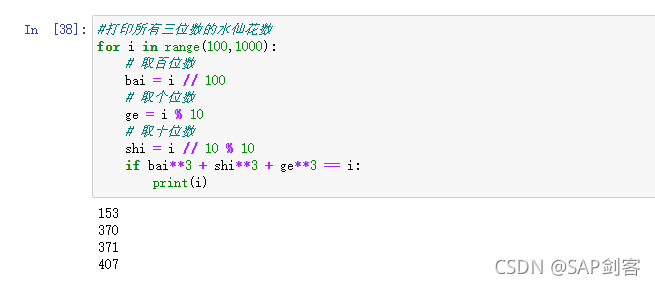 In [38]: #打印所有三位数的水仙花数
for i in range(100,1000):
    # 取百位数
    bai = i // 100
    # 取个位数
    ge = i % 10
    # 取十位数
    shi = i // 10 % 10
    if bai**3 + shi**3 + ge**3 == i:
        print(i)
153
370
371
407
CSDN @SAP剑客